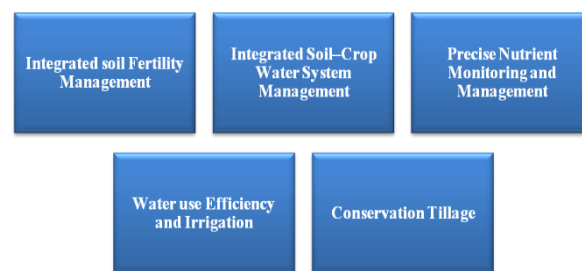 Integrated soil Fertility
Management
Integrated Soil–Crop
Water System
Management
Precise Nutrient
Monitoring and
Management
Water use Efficiency
and Irrigation
Conservation Tillage